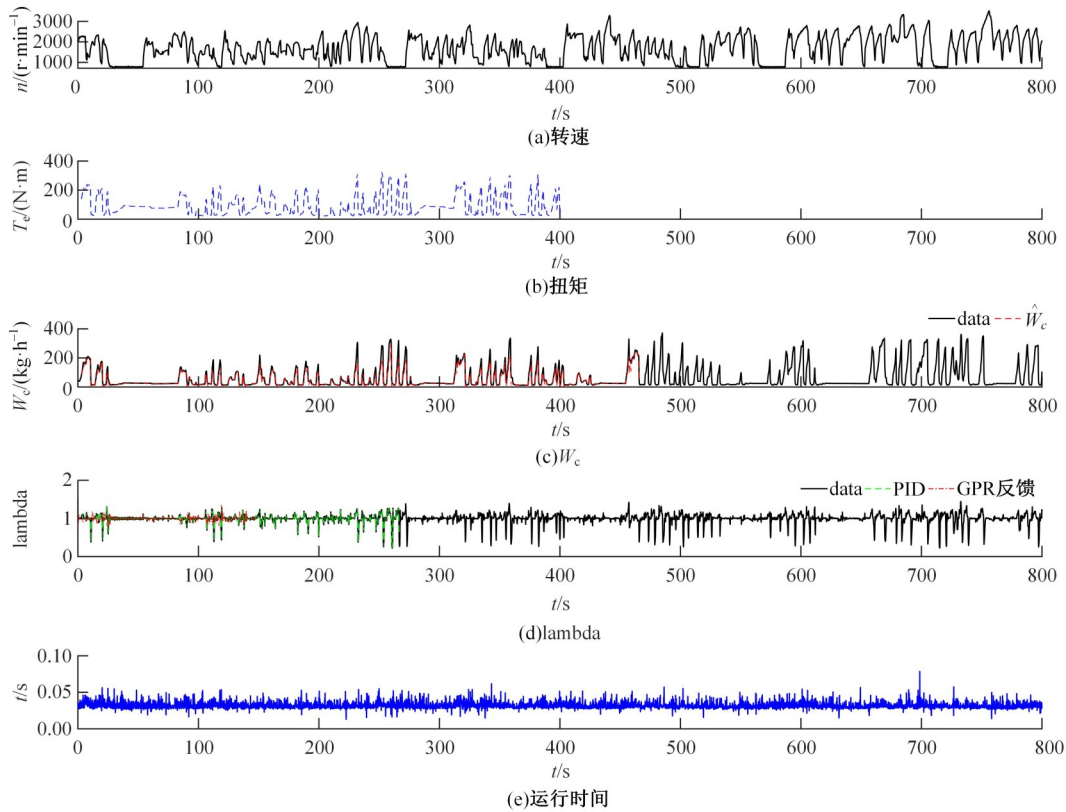 n/(r·min⁻¹)
3000
2000
1000
0 100 200 300 400 500 600 700 800
t/s
(a)转速
Tₑ/(N·m)
400
200
0
0 100 200 300 400 500 600 700 800
t/s
(b)扭矩
data Ŵ_c
W_c/(kg·h⁻¹)
400
200
0
0 100 200 300 400 500 600 700 800
t/s
(c)W_c
data PID GPR反馈
lambda
2
1
0
0 100 200 300 400 500 600 700 800
t/s
(d)lambda
t/s
0.10
0.05
0.00
0 100 200 300 400 500 600 700 800
t/s
(e)运行时间